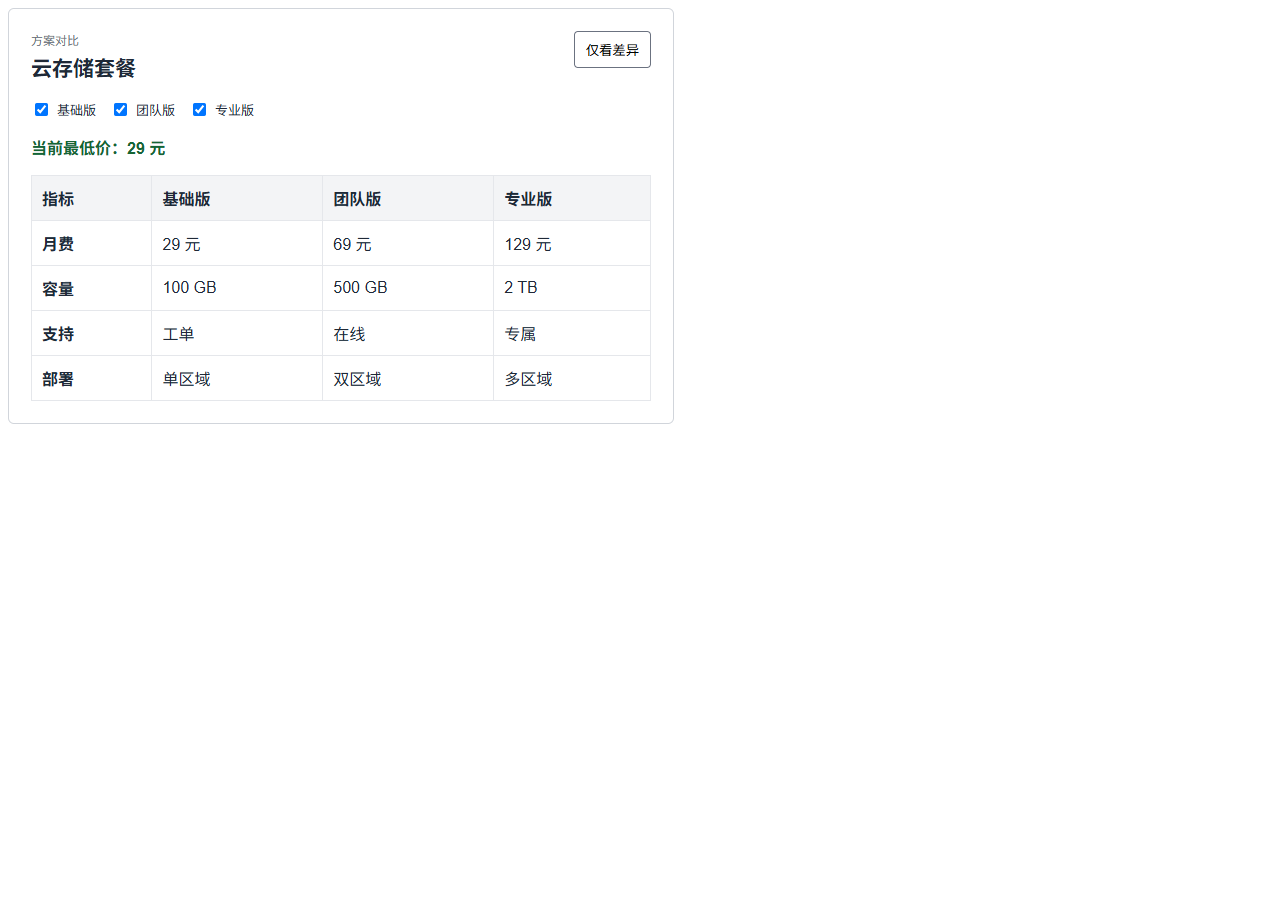 方案对比
仅看差异
云存储套餐
基础版 团队版 专业版
当前最低价：29 元
指标 基础版 团队版 专业版
月费 29 元 69 元 129 元
容量 100 GB 500 GB 2 TB
支持 工单 在线 专属
部署 单区域 双区域 多区域